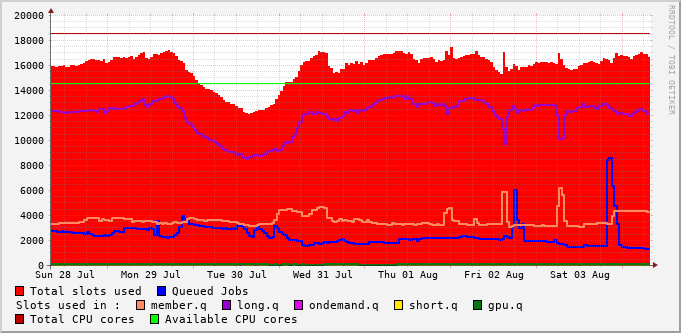 20000
18000
16000
14000
12000
10000
8000
6000
4000
2000
0
Sun 28 Jul Mon 29 Jul Tue 30 Jul Wed 31 Jul Thu 01 Aug Fri 02 Aug Sat 03 Aug
Total slots used Queued Jobs
Slots used in : member.q long.q ondemand.q short.q gpu.q
Total CPU cores Available CPU cores
RRDTOOL / TOBI OETIKER